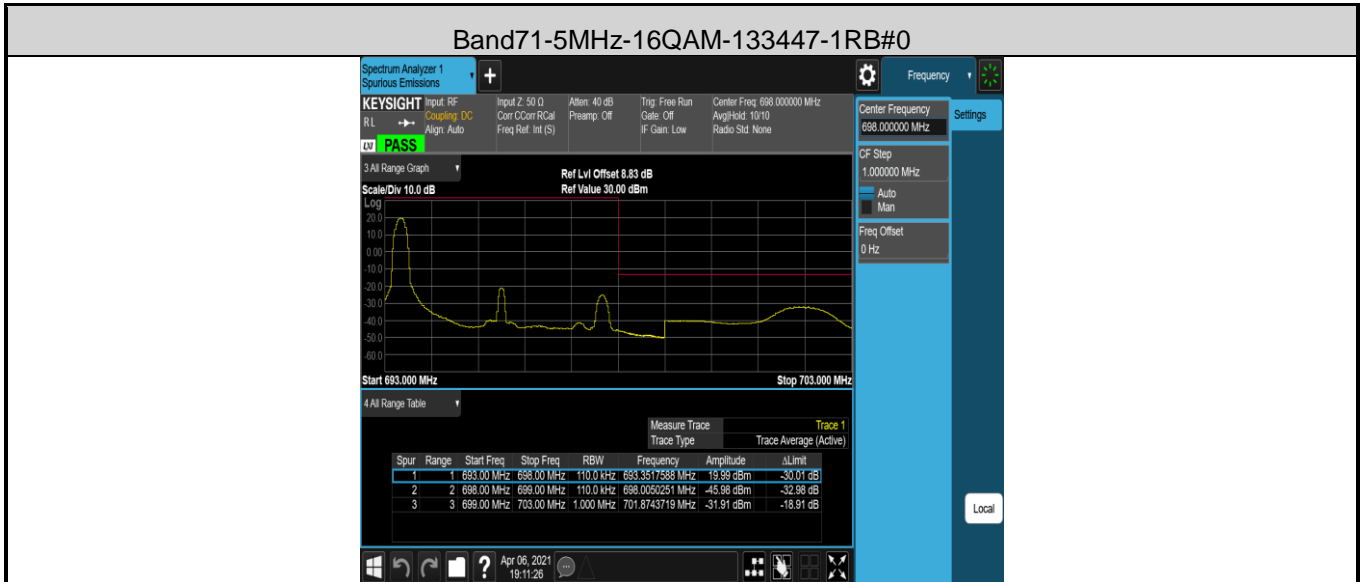 Band71-5MHz-16QAM-133447-1RB#0
Spectrum Analyzer 1
Spurious Emissions
+
Frequency
KEYSIGHT Input: RF Input Z: 50 Ω Atten: 40 dB Trig: Free Run Center Freq: 698.000000 MHz
RL Coupling: DC Corr CCorr RCal Preamp: Off Gate: Off Avg|Hold: 10/10
Align: Auto Freq Ref: Int (S) IF Gain: Low Radio Std: None
LXI PASS
Center Frequency
698.000000 MHz
Settings
CF Step
1.000000 MHz
Auto
Man
Freq Offset
0 Hz
3 All Range Graph
Ref Lvl Offset 8.83 dB
Scale/Div 10.0 dB Ref Value 30.00 dBm
Log
20.0
10.0
0.00
-10.0
-20.0
-30.0
-40.0
-50.0
-60.0
Start 693.000 MHz Stop 703.000 MHz
4 All Range Table
Measure Trace Trace 1
Trace Type Trace Average (Active)
Spur Range Start Freq Stop Freq RBW Frequency Amplitude ΔLimit
1 1 693.00 MHz 698.00 MHz 110.0 kHz 693.3517588 MHz 19.99 dBm -30.01 dB
2 2 698.00 MHz 699.00 MHz 110.0 kHz 698.0050251 MHz -45.98 dBm -32.98 dB
3 3 699.00 MHz 703.00 MHz 1.000 MHz 701.8743719 MHz -31.91 dBm -18.91 dB
Local
? Apr 06, 2021
19:11:26